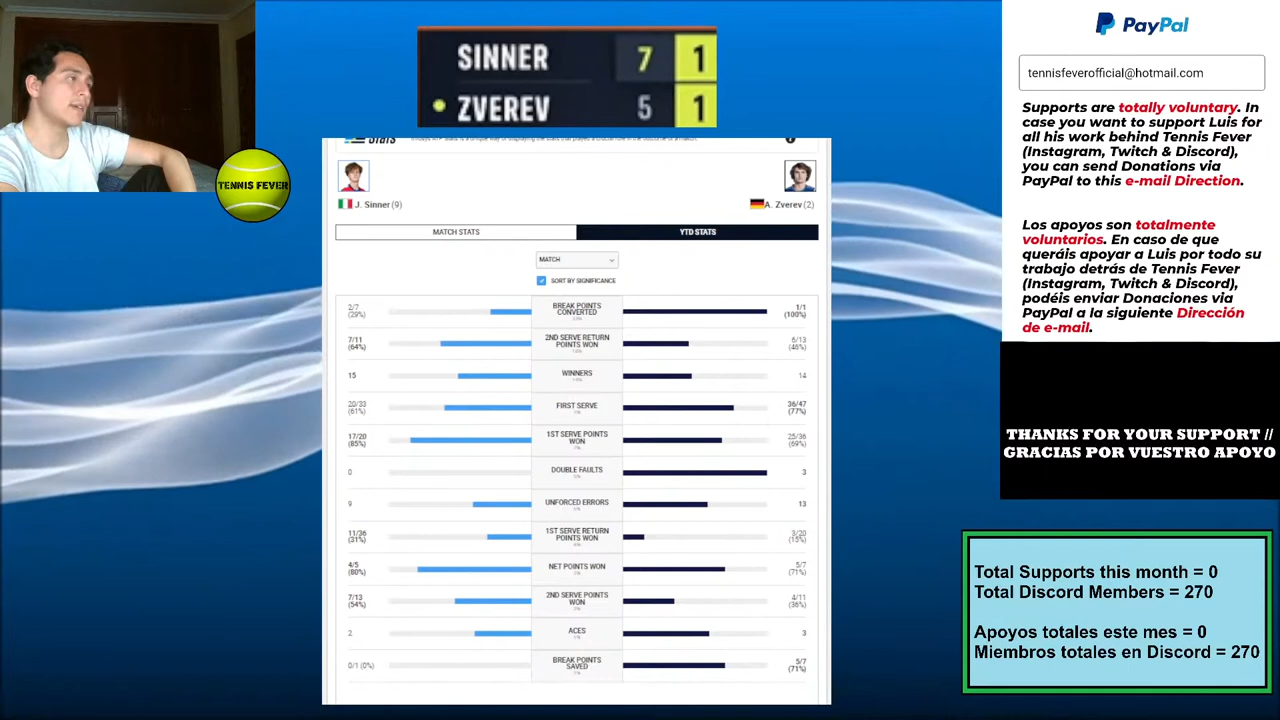 SINNER 7 1
ZVEREV 5 1
Stats
J. Sinner (9)
A. Zverev (2)
MATCH STATS
YTD STATS
MATCH
SORT BY SIGNIFICANCE
2/7 BREAK POINTS 1/1
(29%) CONVERTED (100%)
7/11 2ND SERVE RETURN 6/13
(64%) POINTS WON (46%)
15 WINNERS 14
20/33 FIRST SERVE 36/47
(61%) (77%)
17/20 1ST SERVE POINTS 25/36
(85%) WON (69%)
0 DOUBLE FAULTS 3
9 UNFORCED ERRORS 13
11/36 1ST SERVE RETURN 3/20
(31%) POINTS WON (15%)
4/5 NET POINTS WON 5/7
(80%) (71%)
7/13 2ND SERVE POINTS 4/11
(54%) WON (36%)
2 ACES 3
0/1 (0%) BREAK POINTS 5/7
SAVED (71%)
TENNIS FEVER
PayPal
tennisfeverofficial@hotmail.com
Supports are totally voluntary. In
case you want to support Luis for
all his work behind Tennis Fever
(Instagram, Twitch & Discord),
you can send Donations via
PayPal to this e-mail Direction.
Los apoyos son totalmente
voluntarios. En caso de que
queráis apoyar a Luis por todo su
trabajo detrás de Tennis Fever
(Instagram, Twitch & Discord),
podéis enviar Donaciones vía
PayPal a la siguiente Dirección
de e-mail.
THANKS FOR YOUR SUPPORT //
GRACIAS POR VUESTRO APOYO
Total Supports this month = 0
Total Discord Members = 270
Apoyos totales este mes = 0
Miembros totales en Discord = 270